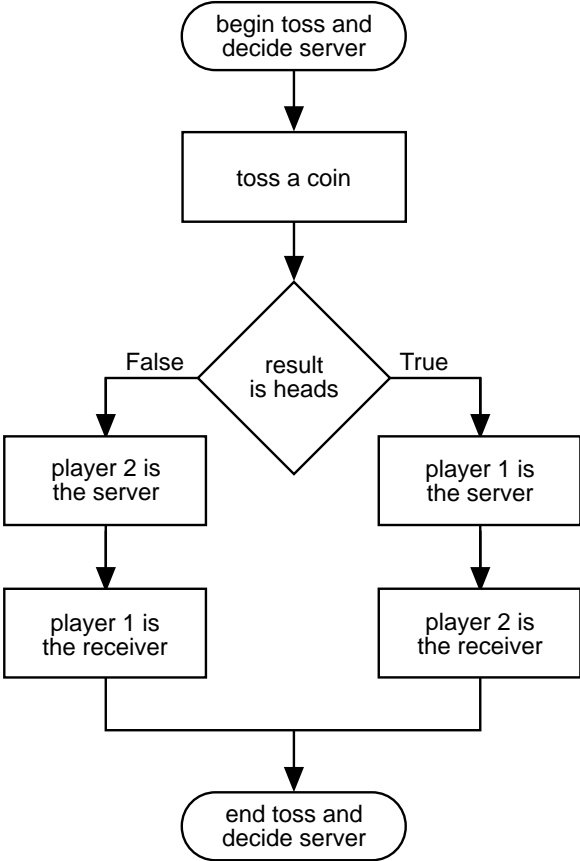 begin toss and
decide server
toss a coin
False
result
is heads
True
player 2 is
the server
player 1 is
the server
player 1 is
the receiver
player 2 is
the receiver
end toss and
decide server